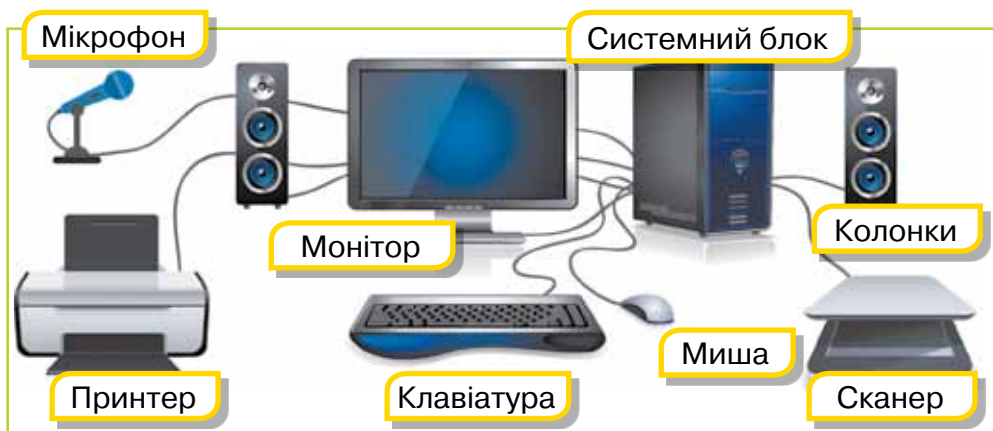 Мікрофон
Системний блок
Монітор
Колонки
Принтер
Клавіатура
Миша
Сканер